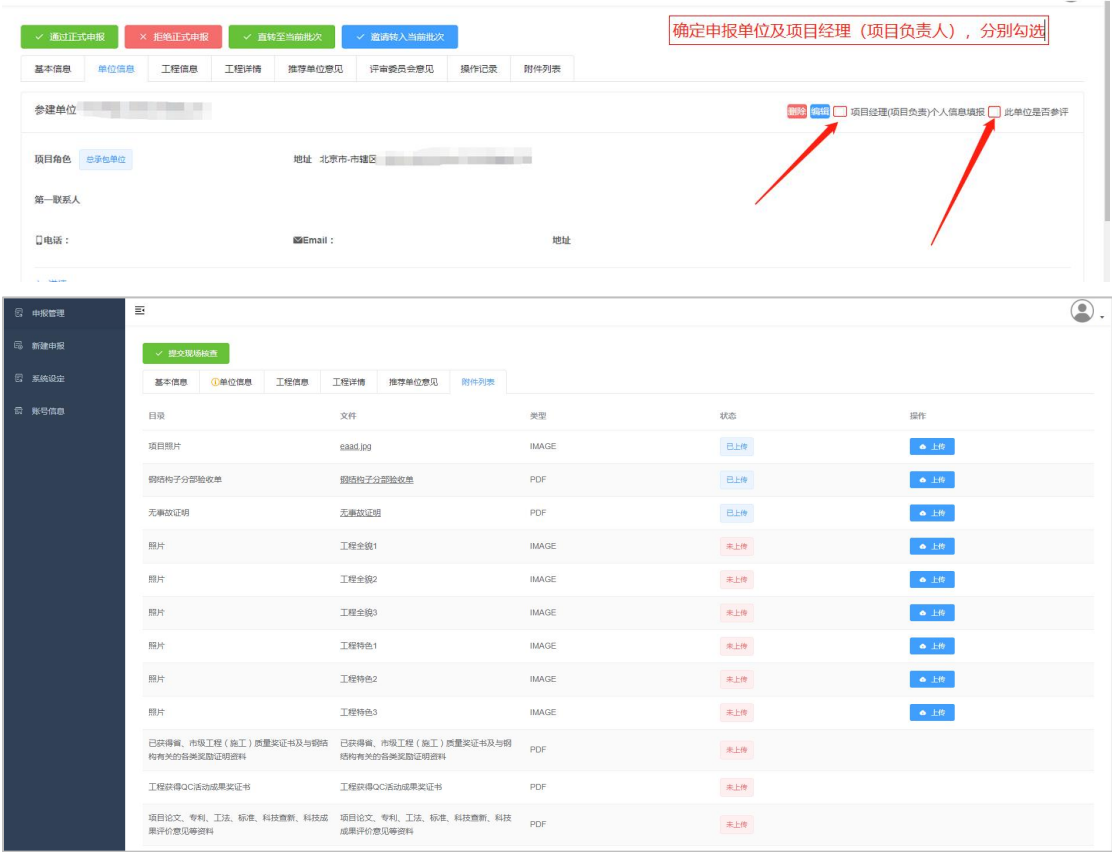 通过正式申报 拒绝正式申报 直转至当前批次 邀请转入当前批次
确定申报单位及项目经理（项目负责人），分别勾选
基本信息 单位信息 工程信息 工程详情 推荐单位意见 评审委员会意见 操作记录 附件列表
参建单位 删除 编辑 项目经理(项目负责)个人信息填报 此单位是否参评
项目角色 总承包单位 地址 北京市-市辖区
第一联系人
电话： Email： 地址
申报管理
新建申报
系统设定
账号信息
提交现场核查
基本信息 单位信息 工程信息 工程详情 推荐单位意见 附件列表
目录 文件 类型 状态 操作
项目照片 eaad.jpg IMAGE 已上传 上传
钢结构子分部验收单 钢结构子分部验收单 PDF 已上传 上传
无事故证明 无事故证明 PDF 已上传 上传
照片 工程全貌1 IMAGE 未上传 上传
照片 工程全貌2 IMAGE 未上传 上传
照片 工程全貌3 IMAGE 未上传 上传
照片 工程特色1 IMAGE 未上传 上传
照片 工程特色2 IMAGE 未上传 上传
照片 工程特色3 IMAGE 未上传 上传
已获得省、市级工程（施工）质量奖证书及与钢结 已获得省、市级工程（施工）质量奖证书及与钢
构有关的各类奖励证明资料 结构有关的各类奖励证明资料 PDF 未上传
工程获得QC活动成果奖证书 工程获得QC活动成果奖证书 PDF 未上传
项目论文、专利、工法、标准、科技查新、科技成 项目论文、专利、工法、标准、科技查新、科技
果评价意见等资料 成果评价意见等资料 PDF 未上传